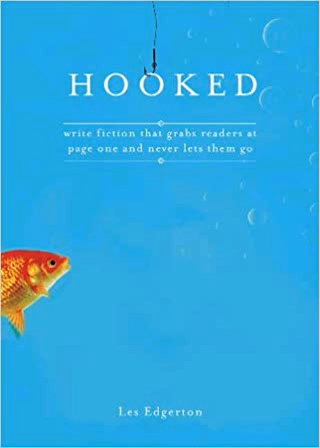 HOOKED
write fiction that grabs readers at
page one and never lets them go
Les Edgerton